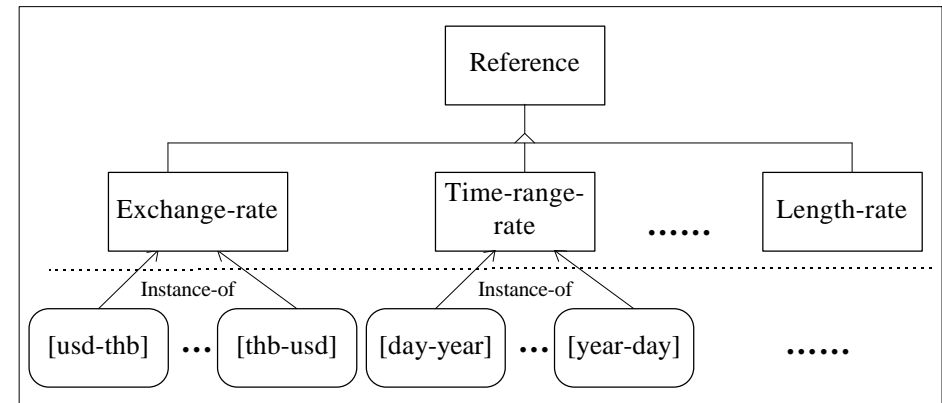 Reference
Exchange-rate
Time-range-
rate
......
Length-rate
Instance-of
Instance-of
[usd-thb]
...
[thb-usd]
[day-year]
...
[year-day]
......